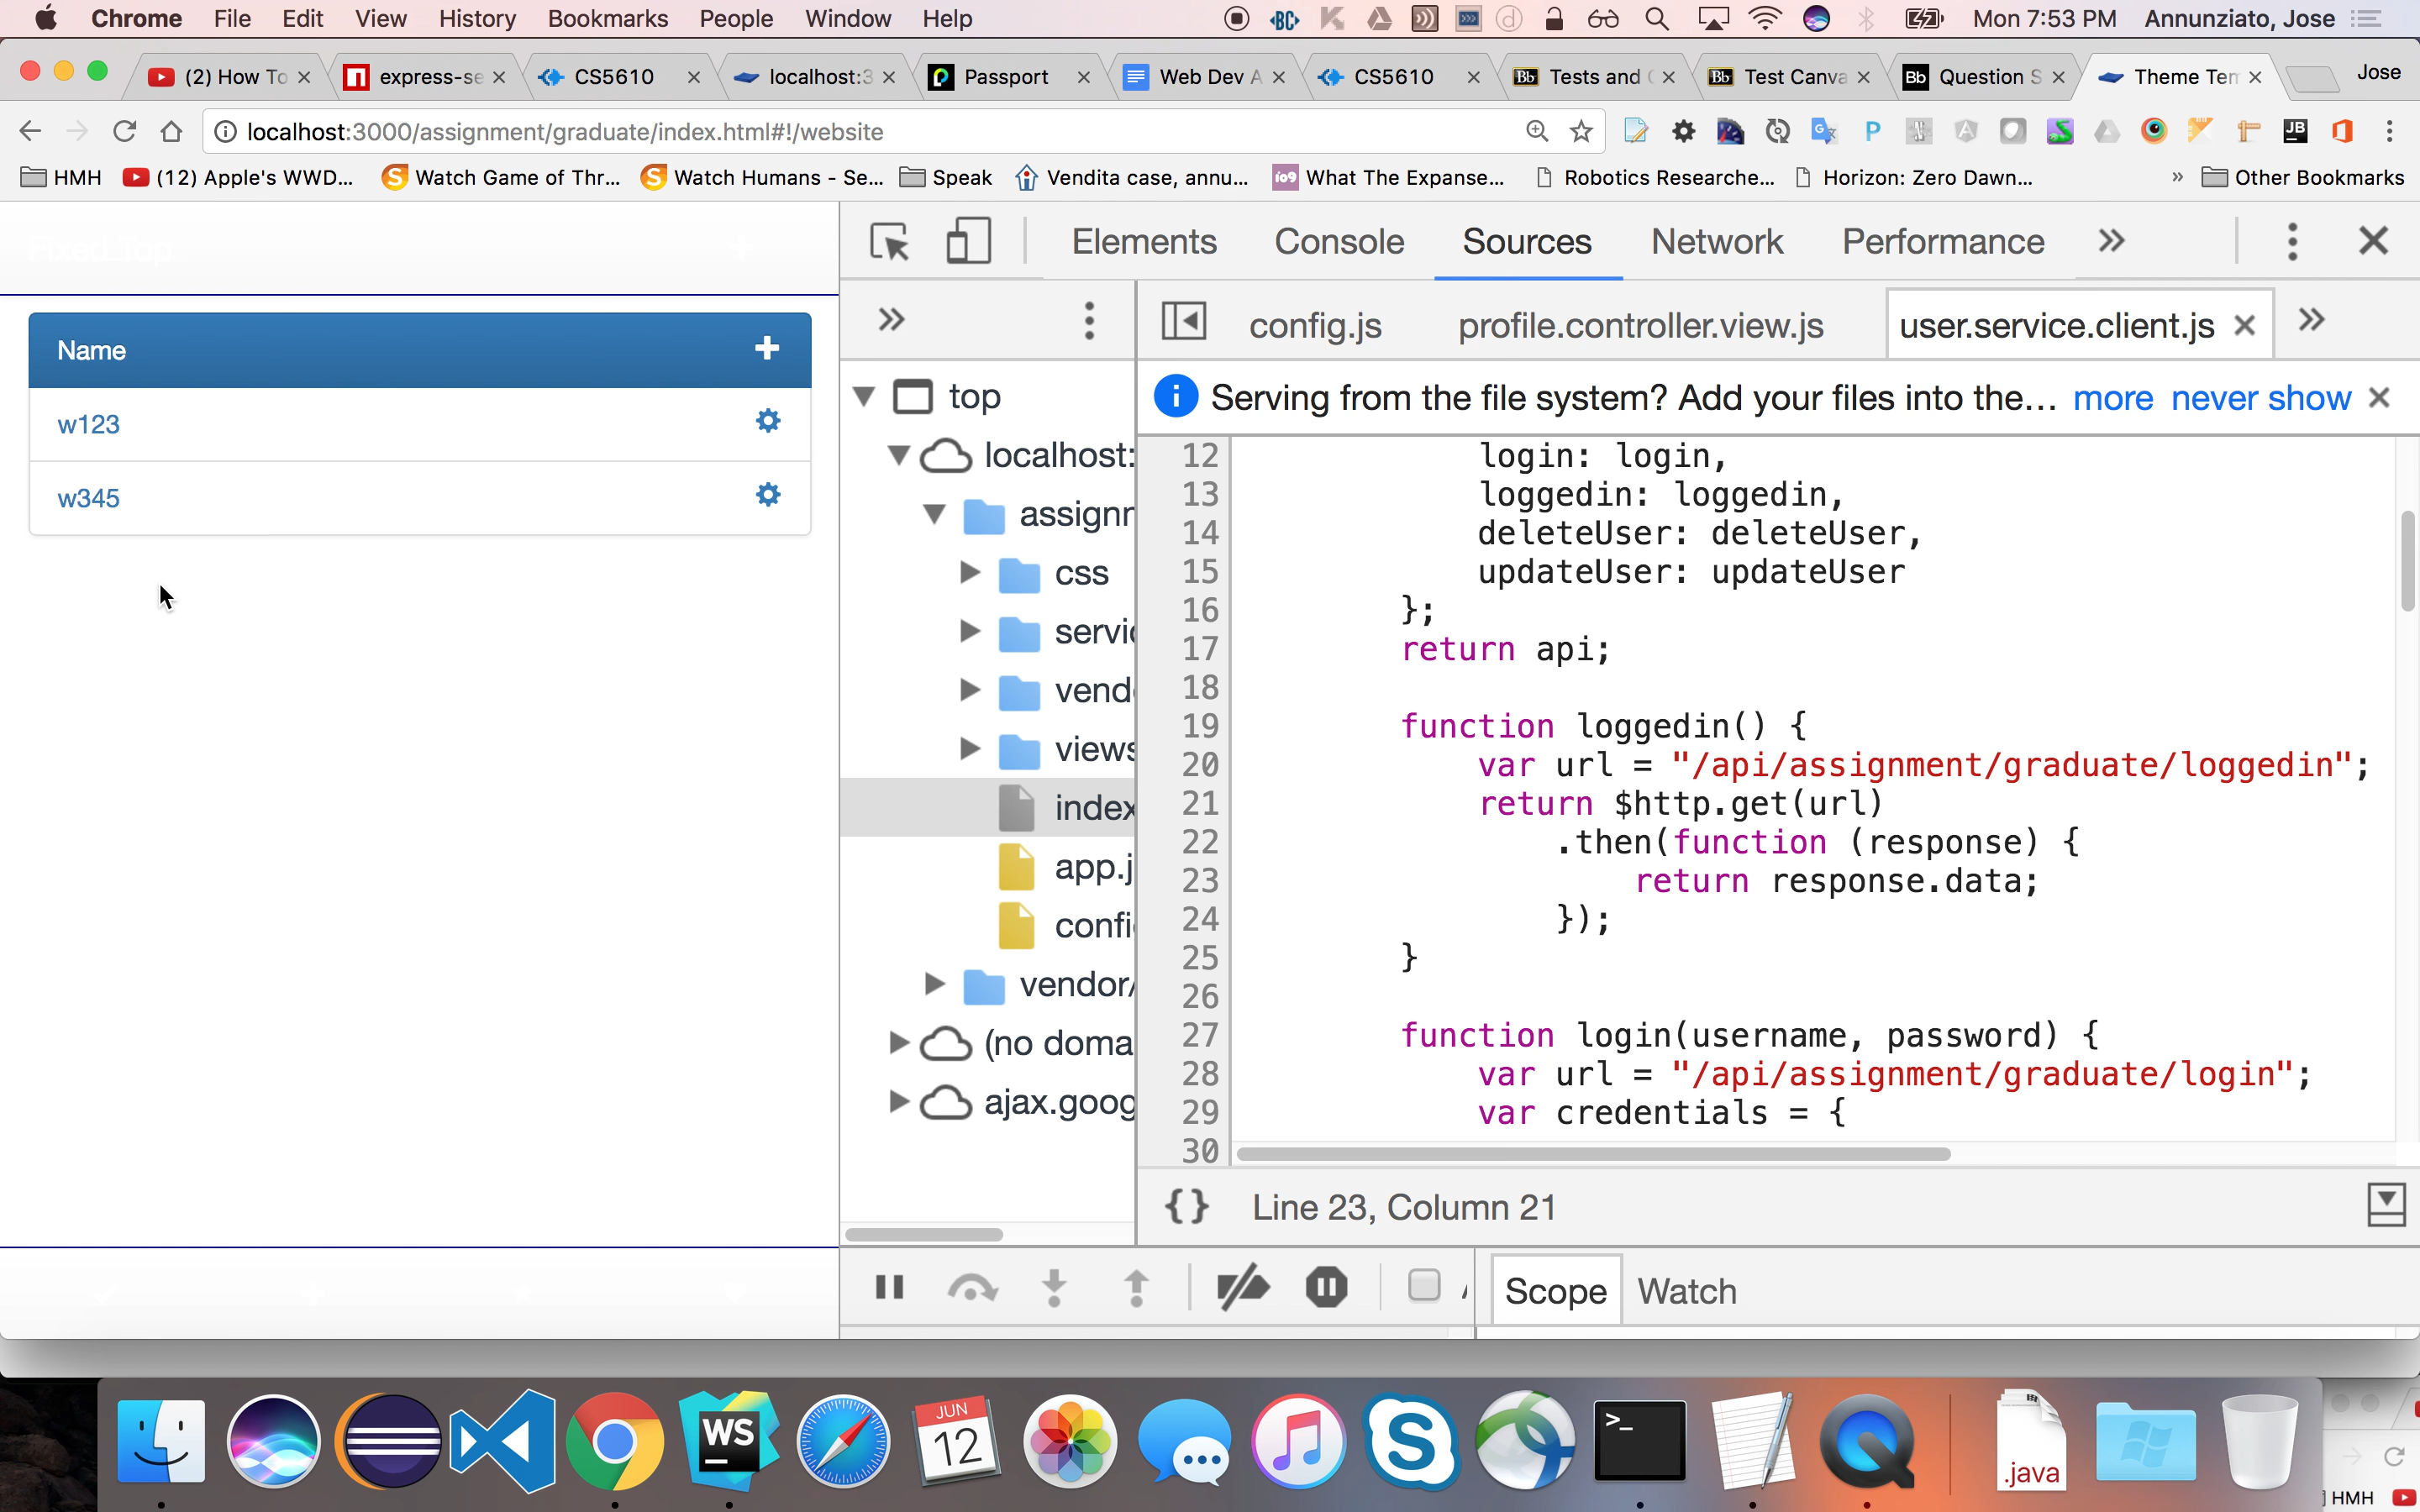 Chrome File Edit View History Bookmarks People Window Help Mon 7:53 PM Annunziato, Jose
(2) How To express-se CS5610 localhost:3 Passport Web Dev A CS5610 Tests and Test Canva Question S Theme Tem Jose
localhost:3000/assignment/graduate/index.html#!/website
HMH (12) Apple's WWD... Watch Game of Thr... Watch Humans - Se... Speak Vendita case, annu... What The Expanse... Robotics Researche... Horizon: Zero Dawn... » Other Bookmarks
Fixed Top
Name
w123
w345
Elements Console Sources Network Performance »
config.js profile.controller.view.js user.service.client.js
Serving from the file system? Add your files into the... more never show
top
localhost:
assignn
css
servic
vend
views
index
app.j
confi
vendor/
(no doma
ajax.goog
12 login: login,
13 loggedin: loggedin,
14 deleteUser: deleteUser,
15 updateUser: updateUser
16 };
17 return api;
18
19 function loggedin() {
20 var url = "/api/assignment/graduate/loggedin";
21 return $http.get(url)
22 .then(function (response) {
23 return response.data;
24 });
25 }
26
27 function login(username, password) {
28 var url = "/api/assignment/graduate/login";
29 var credentials = {
30
{} Line 23, Column 21
Scope Watch
WS
JUN
12
.java
HMH